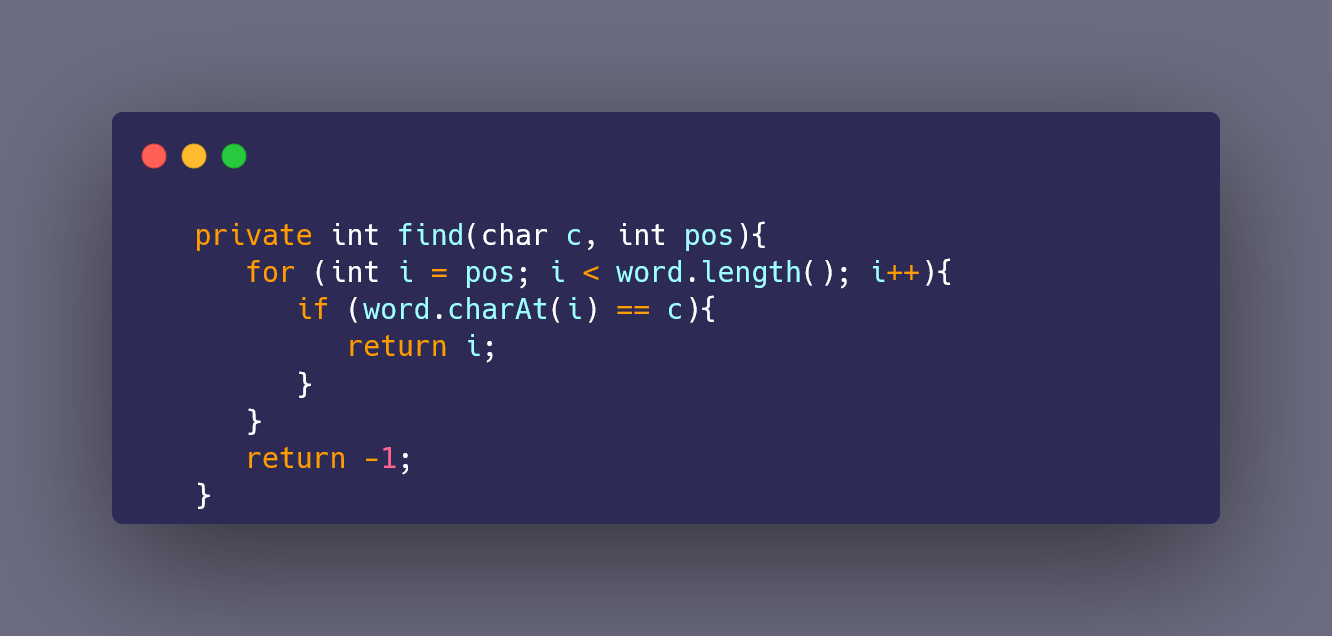 private int find(char c, int pos){
   for (int i = pos; i < word.length(); i++){
      if (word.charAt(i) == c){
         return i;
      }
   }
   return -1;
}